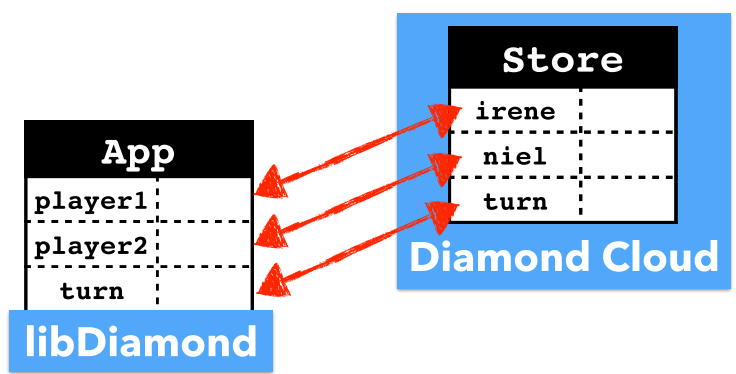 App
player1
player2
turn
libDiamond
Store
irene
niel
turn
Diamond Cloud